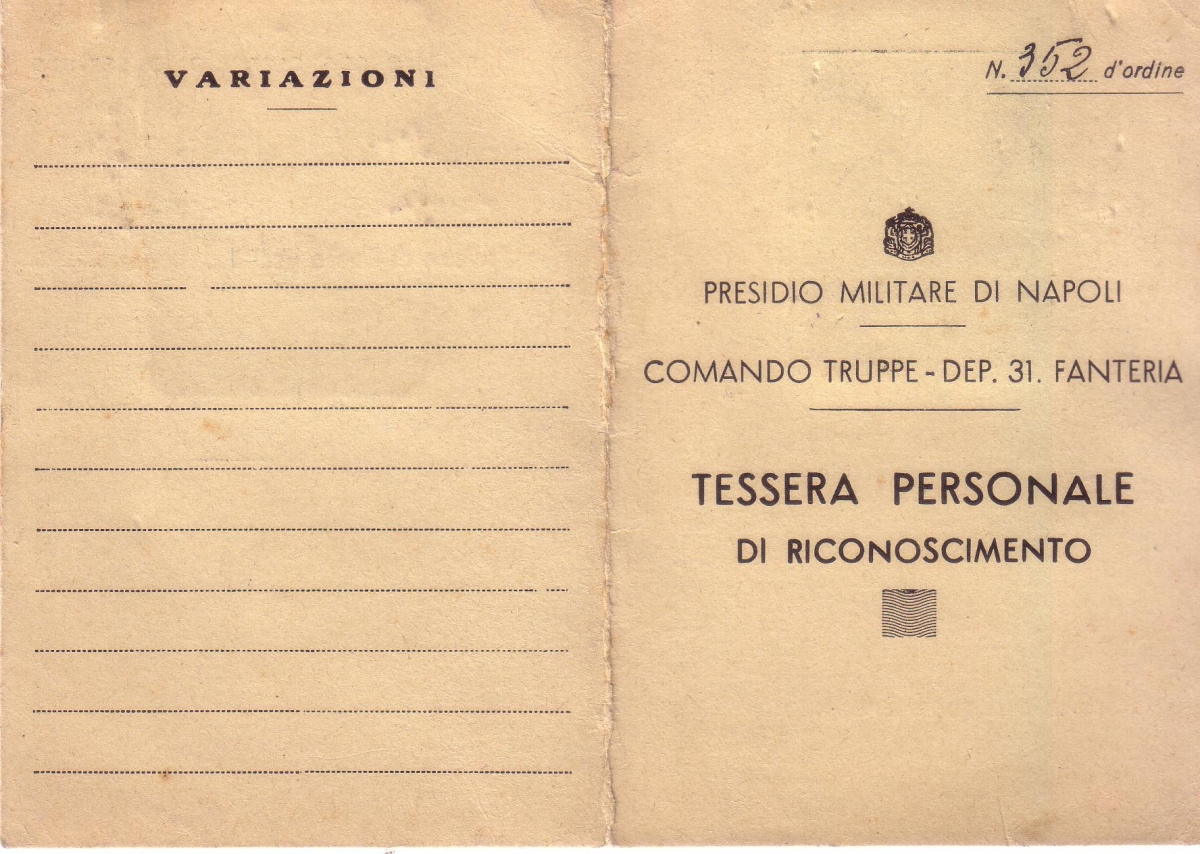 VARIAZIONI
N. 352 d'ordine
PRESIDIO MILITARE DI NAPOLI
COMANDO TRUPPE - DEP. 31. FANTERIA
TESSERA PERSONALE
DI RICONOSCIMENTO